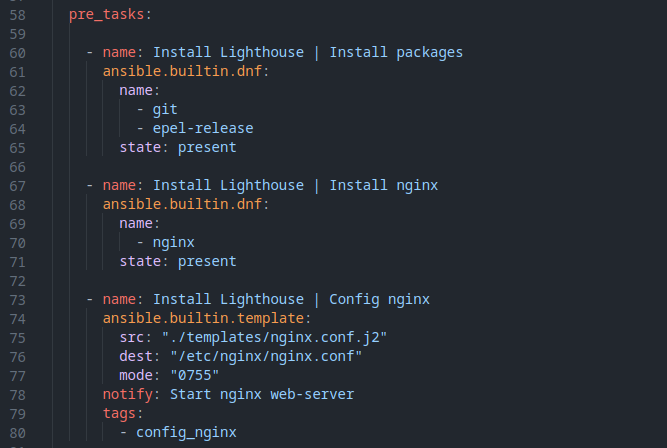 58 pre_tasks:
59
60 - name: Install Lighthouse | Install packages
61 ansible.builtin.dnf:
62 name:
63 - git
64 - epel-release
65 state: present
66
67 - name: Install Lighthouse | Install nginx
68 ansible.builtin.dnf:
69 name:
70 - nginx
71 state: present
72
73 - name: Install Lighthouse | Config nginx
74 ansible.builtin.template:
75 src: "./templates/nginx.conf.j2"
76 dest: "/etc/nginx/nginx.conf"
77 mode: "0755"
78 notify: Start nginx web-server
79 tags:
80 - config_nginx